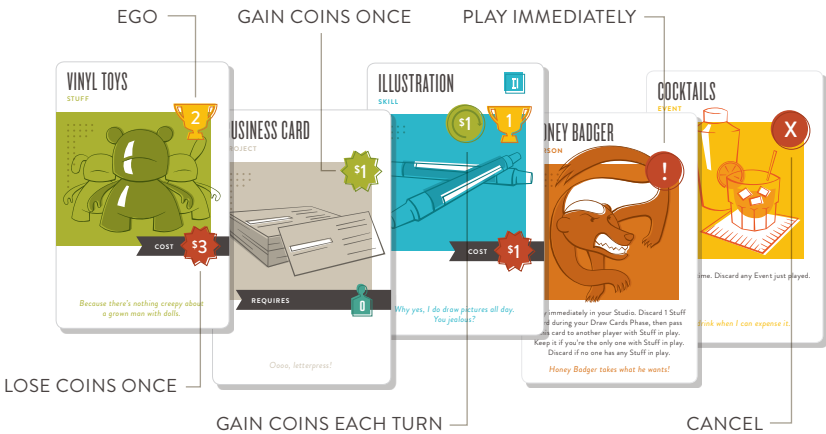 EGO
GAIN COINS ONCE
PLAY IMMEDIATELY
VINYL TOYS
STUFF
2
COST
$3
Because there's nothing creepy about
a grown man with dolls.
USINESS CARD
ROJECT
$1
REQUIRES
Oooo, letterpress!
ILLUSTRATION
SKILL
$1
1
COST
$1
Why yes, I do draw pictures all day.
You jealous?
ONEY BADGER
RSON
!
y immediately in your Studio. Discard 1 Stuff
rd during your Draw Cards Phase, then pass
his card to another player with Stuff in play.
Keep it if you're the only one with Stuff in play.
Discard if no one has any Stuff in play.
Honey Badger takes what he wants!
COCKTAILS
EVENT
X
ime. Discard any Event just played.
drink when I can expense it.
LOSE COINS ONCE
GAIN COINS EACH TURN
CANCEL